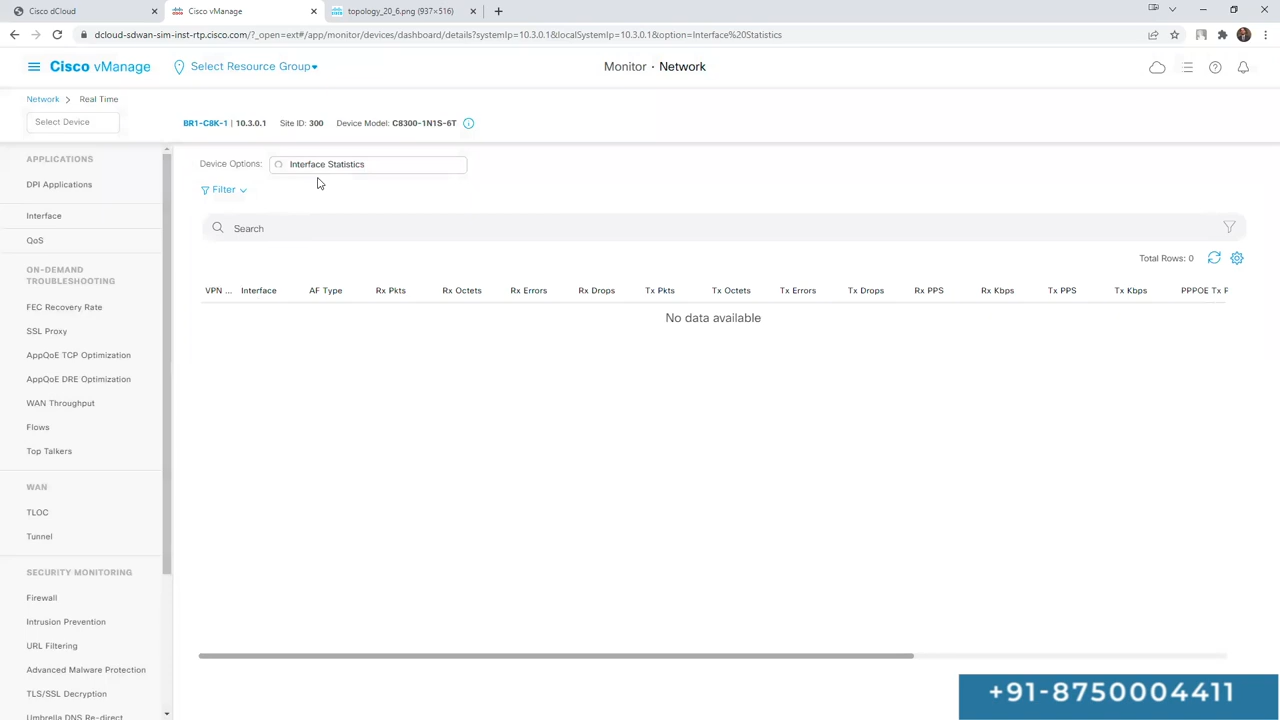 Cisco dCloud
Cisco vManage
topology_20_6.png (937×516)
dcloud-sdwan-sim-inst-rtp.cisco.com/?_open=ext#/app/monitor/devices/dashboard/details?systemIp=10.3.0.1&localSystemIp=10.3.0.1&option=Interface%20Statistics
Cisco vManage
Select Resource Group
Monitor · Network
Network
Real Time
Select Device
BR1-C8K-1 | 10.3.0.1 Site ID: 300 Device Model: C8300-1N1S-6T
APPLICATIONS
DPI Applications
Interface
QoS
ON-DEMAND
TROUBLESHOOTING
FEC Recovery Rate
SSL Proxy
AppQoE TCP Optimization
AppQoE DRE Optimization
WAN Throughput
Flows
Top Talkers
WAN
TLOC
Tunnel
SECURITY MONITORING
Firewall
Intrusion Prevention
URL Filtering
Advanced Malware Protection
TLS/SSL Decryption
Umbrella DNS Re-direct
Device Options: Interface Statistics
Filter
Search
Total Rows: 0
VPN ... Interface AF Type Rx Pkts Rx Octets Rx Errors Rx Drops Tx Pkts Tx Octets Tx Errors Tx Drops Rx PPS Rx Kbps Tx PPS Tx Kbps PPPOE Tx P
No data available
+91-8750004411